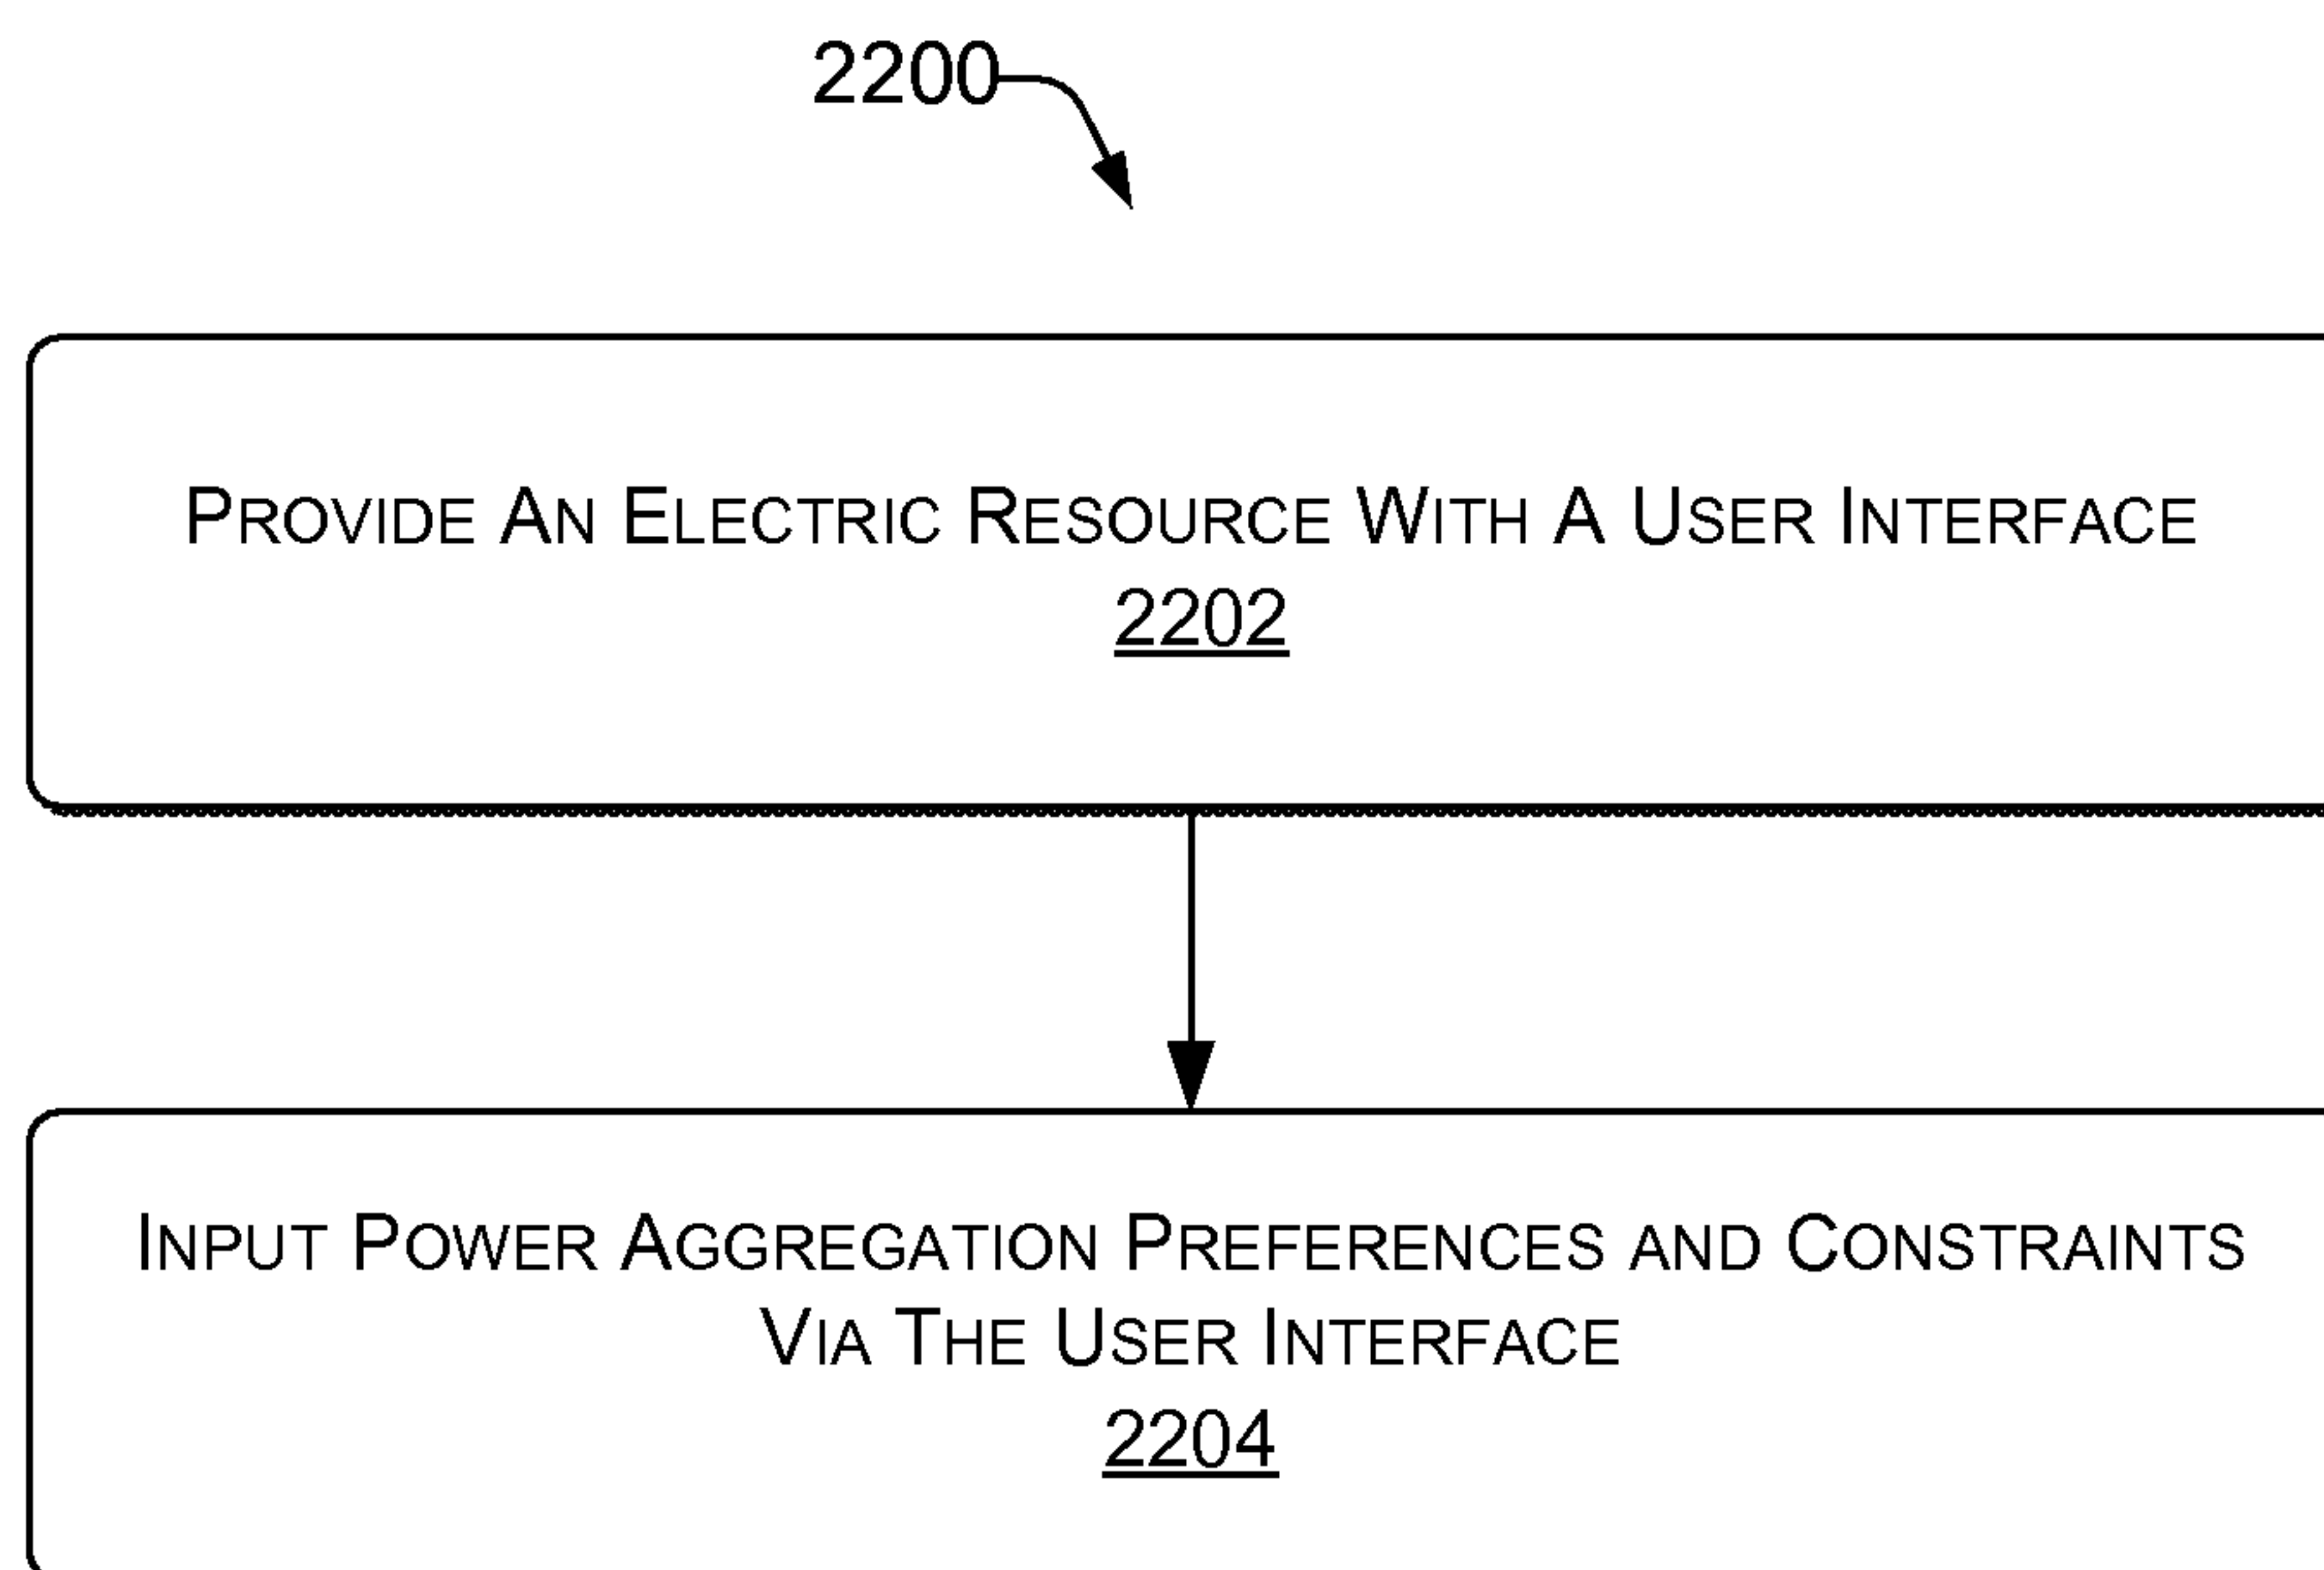 2200
Provide An Electric Resource With A User Interface
2202
Input Power Aggregation Preferences and Constraints
Via The User Interface
2204